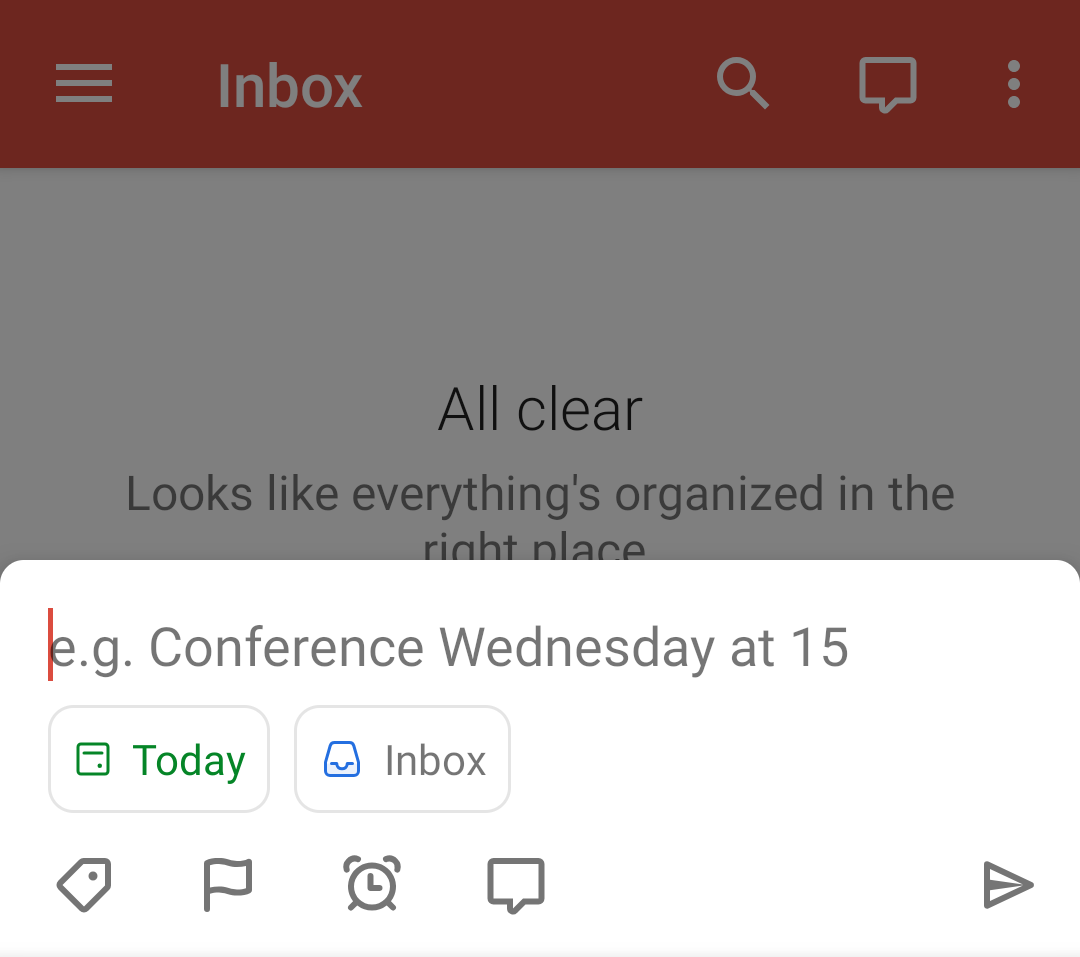 Inbox
All clear
Looks like everything's organized in the
right place
e.g. Conference Wednesday at 15
Today
Inbox